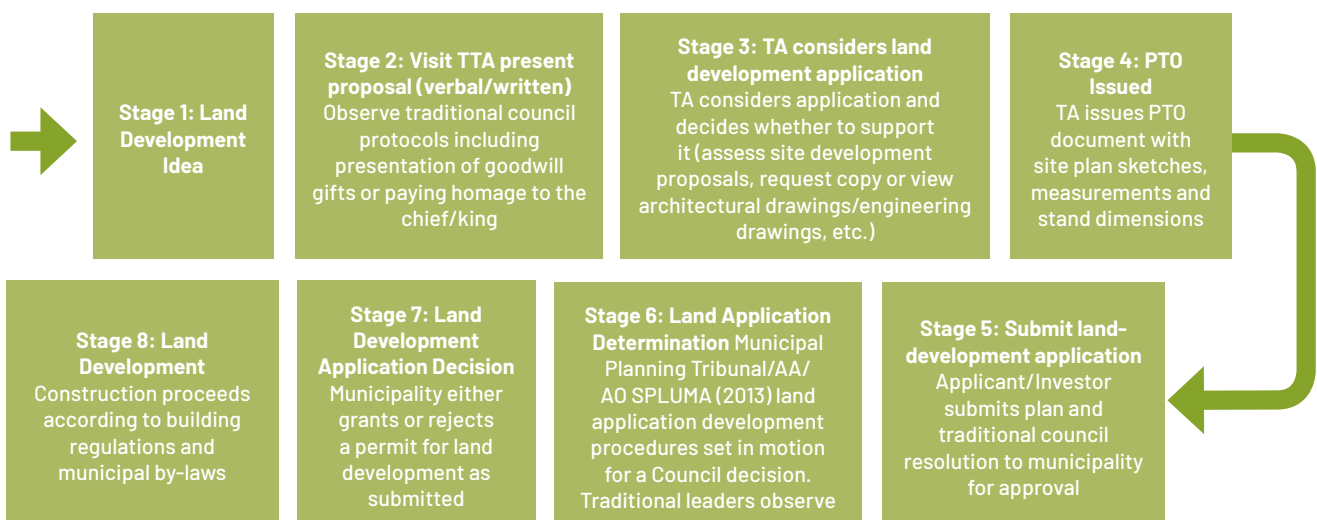 Stage 1: Land
Development
Idea
Stage 2: Visit TTA present
proposal (verbal/written)
Observe traditional council
protocols including
presentation of goodwill
gifts or paying homage to the
chief/king
Stage 3: TA considers land
development application
TA considers application and
decides whether to support
it (assess site development
proposals, request copy or view
architectural drawings/engineering
drawings, etc.)
Stage 4: PTO
Issued
TA issues PTO
document with
site plan sketches,
measurements and
stand dimensions
Stage 5: Submit land-
development application
Applicant/Investor
submits plan and
traditional council
resolution to municipality
for approval
Stage 6: Land Application
Determination Municipal
Planning Tribunal/AA/
AO SPLUMA (2013) land
application development
procedures set in motion
for a Council decision.
Traditional leaders observe
Stage 7: Land
Development
Application Decision
Municipality either
grants or rejects
a permit for land
development as
submitted
Stage 8: Land
Development
Construction proceeds
according to building
regulations and
municipal by-laws